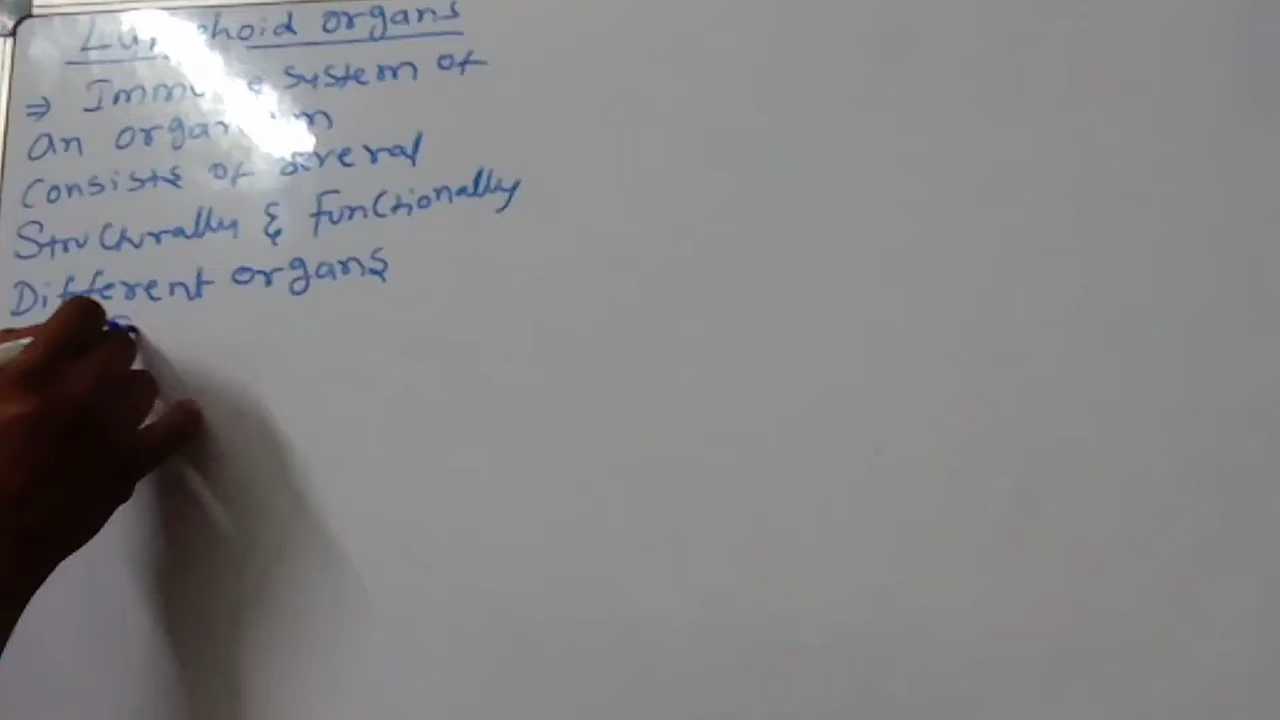 Lymphoid organs
⇒ Immune system of
an organism
consists of several
Structurally & functionally
Different organs